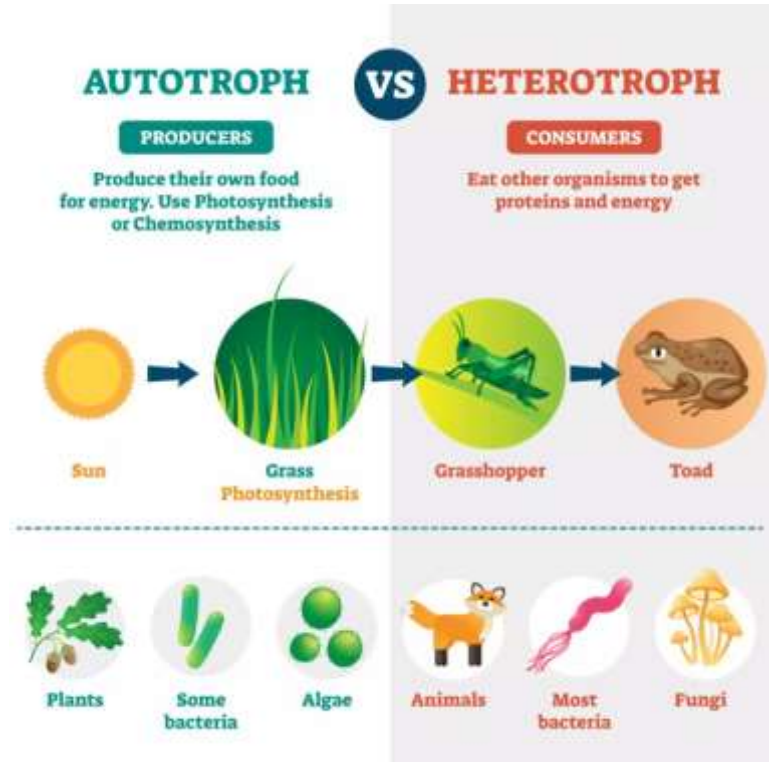 AUTOTROPH VS HETEROTROPH
PRODUCERS
Produce their own food
for energy. Use Photosynthesis
or Chemosynthesis
CONSUMERS
Eat other organisms to get
proteins and energy
Sun
Grass
Photosynthesis
Grasshopper
Toad
Plants
Some
bacteria
Algae
Animals
Most
bacteria
Fungi